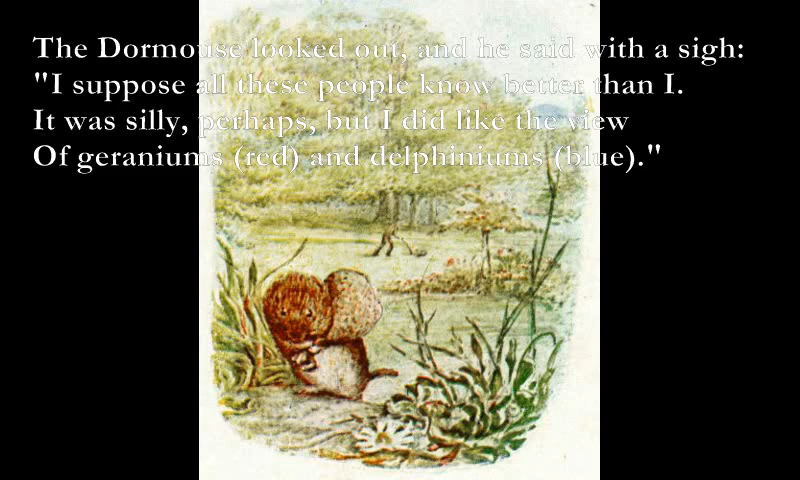 The Dormouse looked out, and he said with a sigh:
"I suppose all these people know better than I.
It was silly, perhaps, but I did like the view
Of geraniums (red) and delphiniums (blue)."